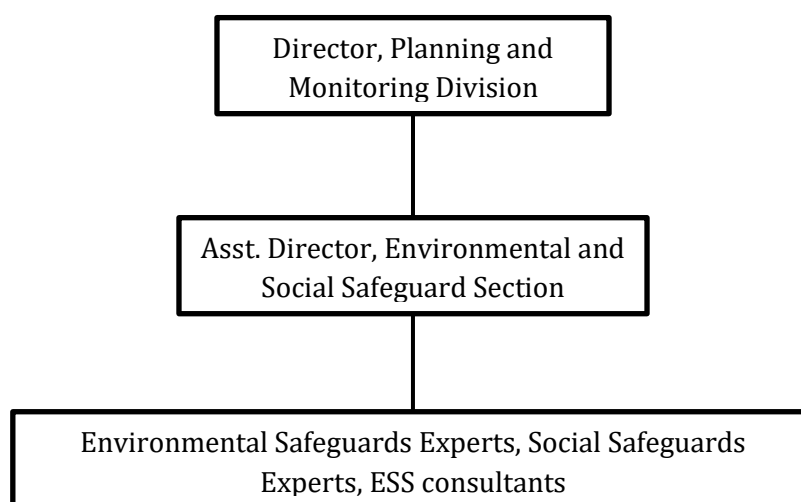 Director, Planning and
Monitoring Division
Asst. Director, Environmental and
Social Safeguard Section
Environmental Safeguards Experts, Social Safeguards
Experts, ESS consultants